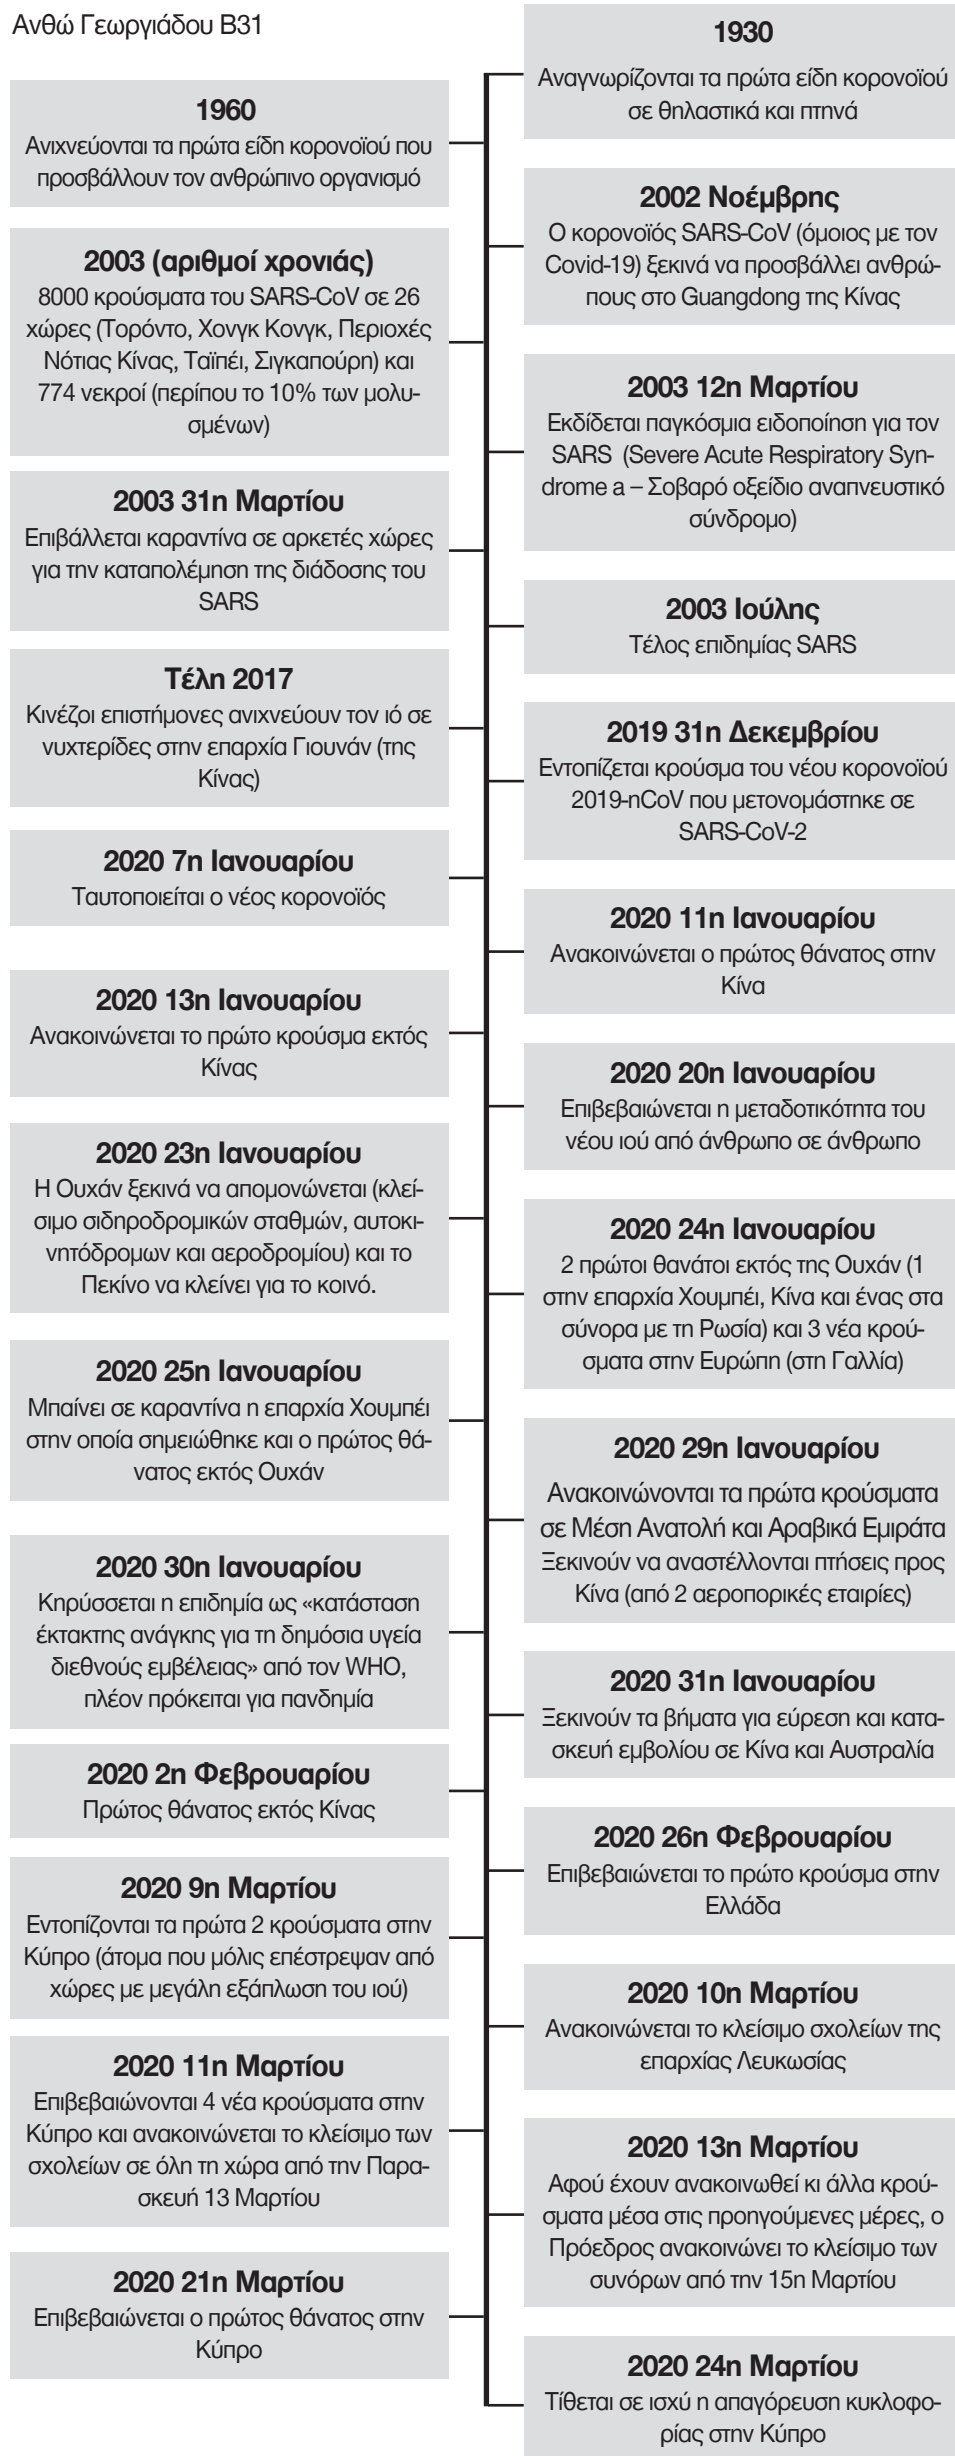 Ανθώ Γεωργιάδου Β31
1930
Αναγνωρίζονται τα πρώτα είδη κορονοϊού
σε θηλαστικά και πτηνά
1960
Ανιχνεύονται τα πρώτα είδη κορονοϊού που
προσβάλλουν τον ανθρώπινο οργανισμό
2002 Νοέμβρης
Ο κορονοϊός SARS-CoV (όμοιος με τον
Covid-19) ξεκινά να προσβάλλει ανθρώ-
πους στο Guangdong της Κίνας
2003 (αριθμοί χρονιάς)
8000 κρούσματα του SARS-CoV σε 26
χώρες (Τορόντο, Χονγκ Κονγκ, Περιοχές
Νότιας Κίνας, Ταϊπέι, Σιγκαπούρη) και
774 νεκροί (περίπου το 10% των μολυ-
σμένων)
2003 12η Μαρτίου
Εκδίδεται παγκόσμια ειδοποίηση για τον
SARS (Severe Acute Respiratory Syn-
drome a – Σοβαρό οξείδιο αναπνευστικό
σύνδρομο)
2003 31η Μαρτίου
Επιβάλλεται καραντίνα σε αρκετές χώρες
για την καταπολέμηση της διάδοσης του
SARS
2003 Ιούλης
Τέλος επιδημίας SARS
Τέλη 2017
Κινέζοι επιστήμονες ανιχνεύουν τον ιό σε
νυχτερίδες στην επαρχία Γιουνάν (της
Κίνας)
2019 31η Δεκεμβρίου
Εντοπίζεται κρούσμα του νέου κορονοϊού
2019-nCoV που μετονομάστηκε σε
SARS-CoV-2
2020 7η Ιανουαρίου
Ταυτοποιείται ο νέος κορονοϊός
2020 11η Ιανουαρίου
Ανακοινώνεται ο πρώτος θάνατος στην
Κίνα
2020 13η Ιανουαρίου
Ανακοινώνεται το πρώτο κρούσμα εκτός
Κίνας
2020 20η Ιανουαρίου
Επιβεβαιώνεται η μεταδοτικότητα του
νέου ιού από άνθρωπο σε άνθρωπο
2020 23η Ιανουαρίου
Η Ουχάν ξεκινά να απομονώνεται (κλεί-
σιμο σιδηροδρομικών σταθμών, αυτοκι-
νητόδρομων και αεροδρομίου) και το
Πεκίνο να κλείνει για το κοινό.
2020 24η Ιανουαρίου
2 πρώτοι θανάτοι εκτός της Ουχάν (1
στην επαρχία Χουμπέι, Κίνα και ένας στα
σύνορα με τη Ρωσία) και 3 νέα κρού-
σματα στην Ευρώπη (στη Γαλλία)
2020 25η Ιανουαρίου
Μπαίνει σε καραντίνα η επαρχία Χουμπέι
στην οποία σημειώθηκε και ο πρώτος θά-
νατος εκτός Ουχάν
2020 29η Ιανουαρίου
Ανακοινώνονται τα πρώτα κρούσματα
σε Μέση Ανατολή και Αραβικά Εμιράτα
Ξεκινούν να αναστέλλονται πτήσεις προς
Κίνα (από 2 αεροπορικές εταιρίες)
2020 30η Ιανουαρίου
Κηρύσσεται η επιδημία ως «κατάσταση
έκτακτης ανάγκης για τη δημόσια υγεία
διεθνούς εμβέλειας» από τον WHO,
πλέον πρόκειται για πανδημία
2020 31η Ιανουαρίου
Ξεκινούν τα βήματα για εύρεση και κατα-
σκευή εμβολίου σε Κίνα και Αυστραλία
2020 2η Φεβρουαρίου
Πρώτος θάνατος εκτός Κίνας
2020 26η Φεβρουαρίου
Επιβεβαιώνεται το πρώτο κρούσμα στην
Ελλάδα
2020 9η Μαρτίου
Εντοπίζονται τα πρώτα 2 κρούσματα στην
Κύπρο (άτομα που μόλις επέστρεψαν από
χώρες με μεγάλη εξάπλωση του ιού)
2020 10η Μαρτίου
Ανακοινώνεται το κλείσιμο σχολείων της
επαρχίας Λευκωσίας
2020 11η Μαρτίου
Επιβεβαιώνονται 4 νέα κρούσματα στην
Κύπρο και ανακοινώνεται το κλείσιμο των
σχολείων σε όλη τη χώρα από την Παρα-
σκευή 13 Μαρτίου
2020 13η Μαρτίου
Αφού έχουν ανακοινωθεί κι άλλα κρού-
σματα μέσα στις προηγούμενες μέρες, ο
Πρόεδρος ανακοινώνει το κλείσιμο των
συνόρων από την 15η Μαρτίου
2020 21η Μαρτίου
Επιβεβαιώνεται ο πρώτος θάνατος στην
Κύπρο
2020 24η Μαρτίου
Τίθεται σε ισχύ η απαγόρευση κυκλοφο-
ρίας στην Κύπρο